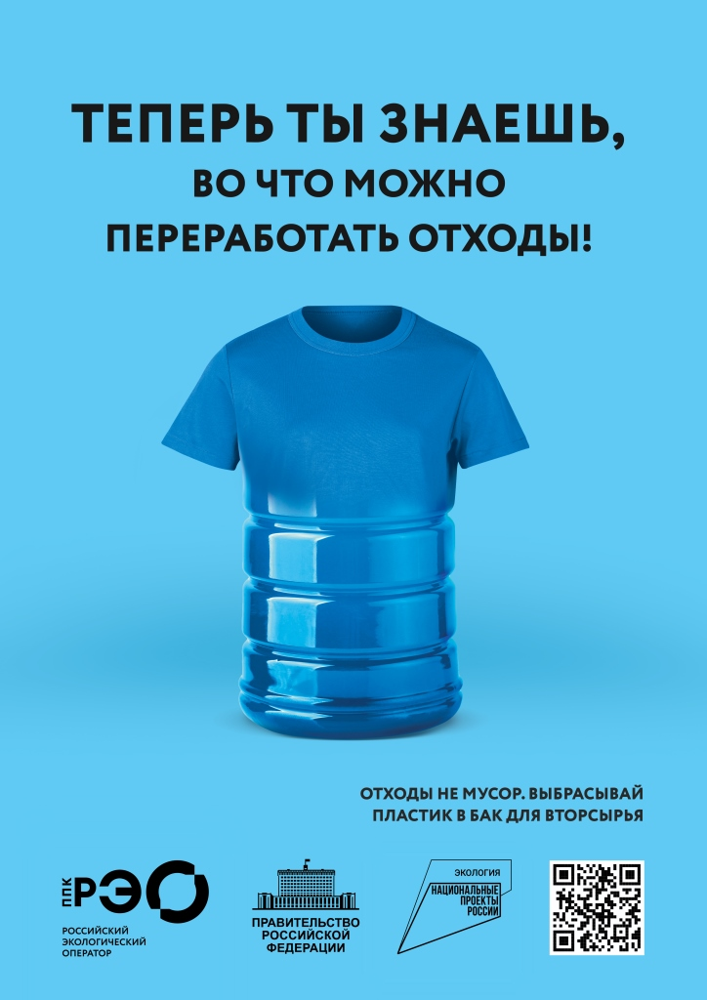 ТЕПЕРЬ ТЫ ЗНАЕШЬ,
ВО ЧТО МОЖНО
ПЕРЕРАБОТАТЬ ОТХОДЫ!
ОТХОДЫ НЕ МУСОР. ВЫБРАСЫВАЙ
ПЛАСТИК В БАК ДЛЯ ВТОРСЫРЬЯ
ППК РЭО
РОССИЙСКИЙ
ЭКОЛОГИЧЕСКИЙ
ОПЕРАТОР
ПРАВИТЕЛЬСТВО
РОССИЙСКОЙ
ФЕДЕРАЦИИ
ЭКОЛОГИЯ
НАЦИОНАЛЬНЫЕ
ПРОЕКТЫ
РОССИИ